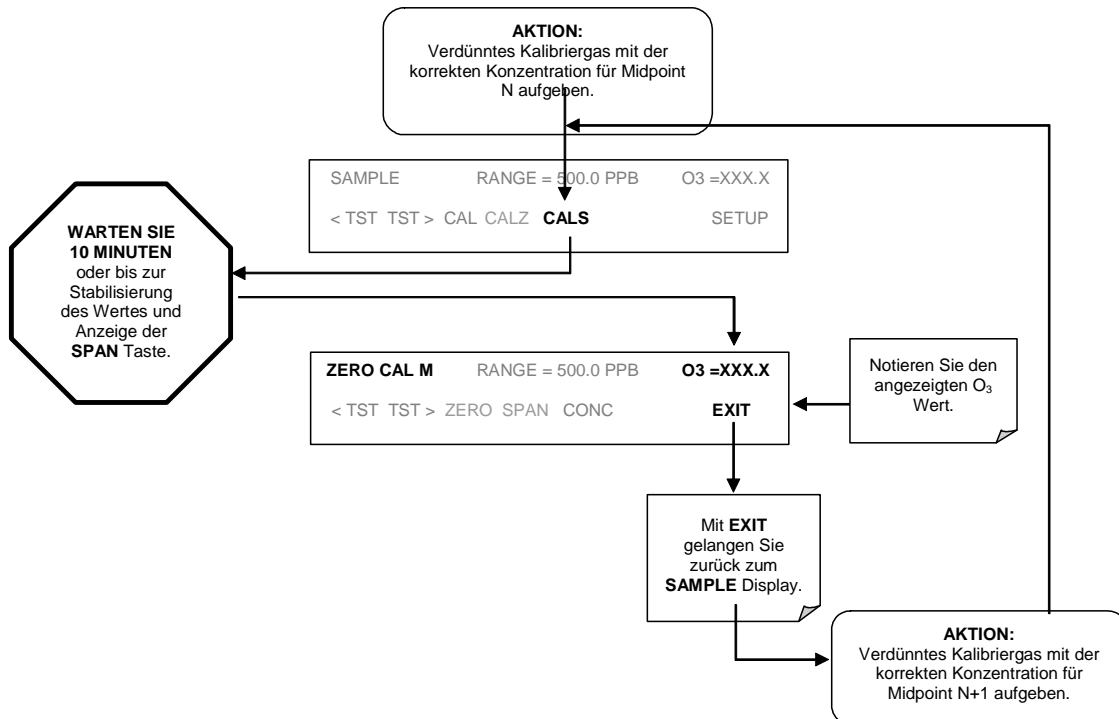 AKTION:
Verdünntes Kalibriergas mit der
korrekten Konzentration für Midpoint
N aufgeben.
SAMPLE RANGE = 500.0 PPB O3 =XXX.X
< TST TST > CAL CALZ CALS SETUP
WARTEN SIE
10 MINUTEN
oder bis zur
Stabilisierung
des Wertes und
Anzeige der
SPAN Taste.
ZERO CAL M RANGE = 500.0 PPB O3 =XXX.X
< TST TST > ZERO SPAN CONC EXIT
Notieren Sie den
angezeigten O₃
Wert.
Mit EXIT
gelangen Sie
zurück zum
SAMPLE Display.
AKTION:
Verdünntes Kalibriergas mit der
korrekten Konzentration für
Midpoint N+1 aufgeben.